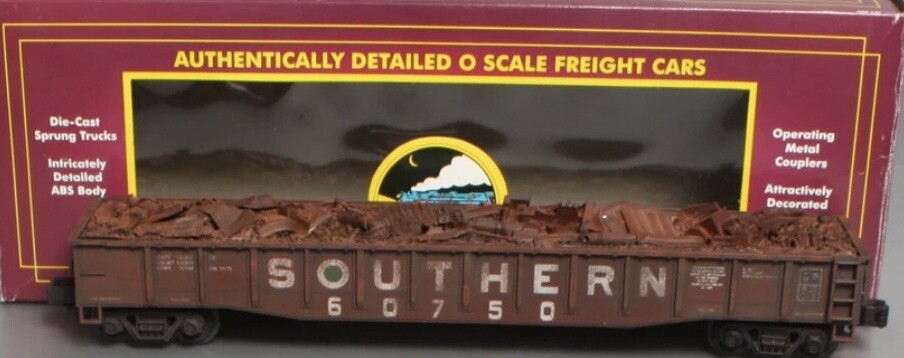 AUTHENTICALLY DETAILED O SCALE FREIGHT CARS
Die-Cast
Sprung Trucks
Intricately
Detailed
ABS Body
Operating
Metal
Couplers
Attractively
Decorated
SOUTHERN
60750